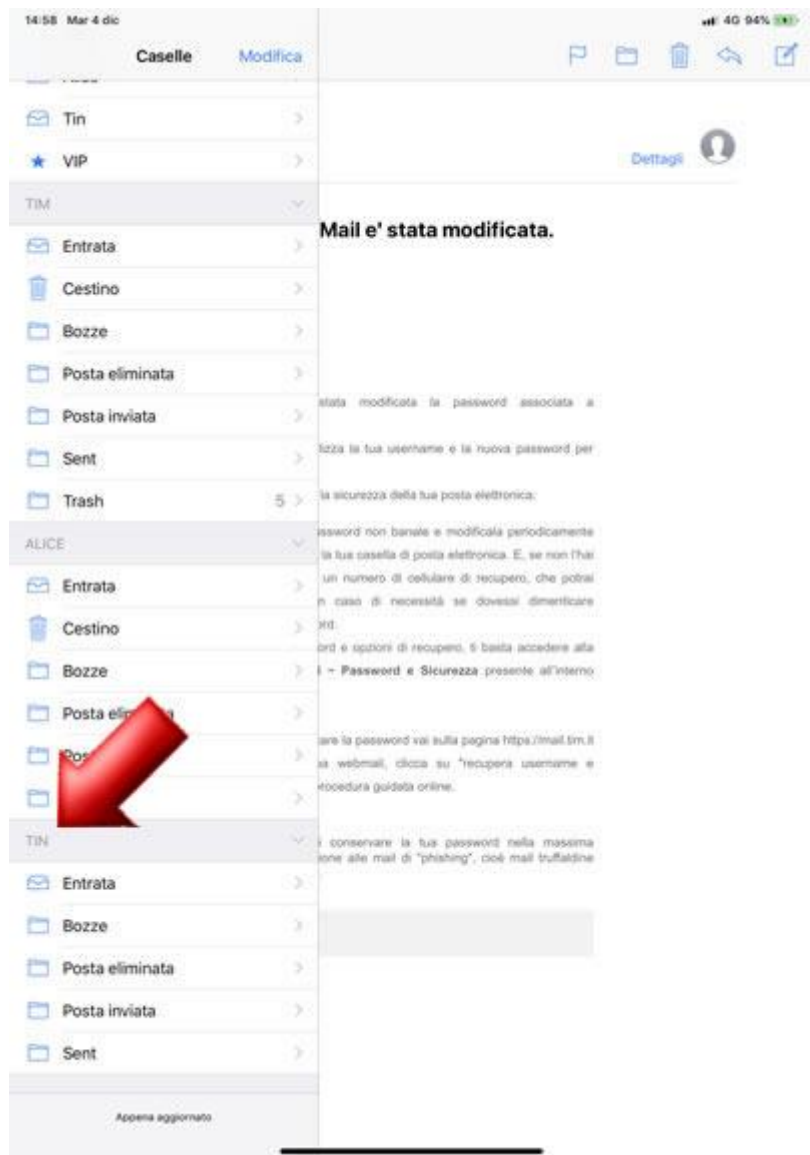 14:58 Mar 4 dic
4G 94%
Caselle
Modifica
Tin
VIP
Dettagli
TIM
Mail e' stata modificata.
Entrata
Cestino
Bozze
Posta eliminata
stata modificata la password associata a
Posta inviata
lizza la tua username e la nuova password per
Sent
Trash 5
la sicurezza della tua posta elettronica:
password non banale e modificala periodicamente
ALICE
la tua casella di posta elettronica. E, se non l'hai
un numero di cellulare di recupero, che potrai
Entrata
caso di necessità se dovessi dimenticare
Cestino
ord e opzioni di recupero, ti basta accedere alla
Bozze
– Password e Sicurezza presente all'interno
Posta
are la password vai sulla pagina https://mail.tim.it
webmail, clicca su "recupera username e
procedura guidata online.
TIN
conservare la tua password nella massima
ione alle mail di "phishing", cioè mail truffaldine
Entrata
Bozze
Posta eliminata
Posta inviata
Sent
Appena aggiornato